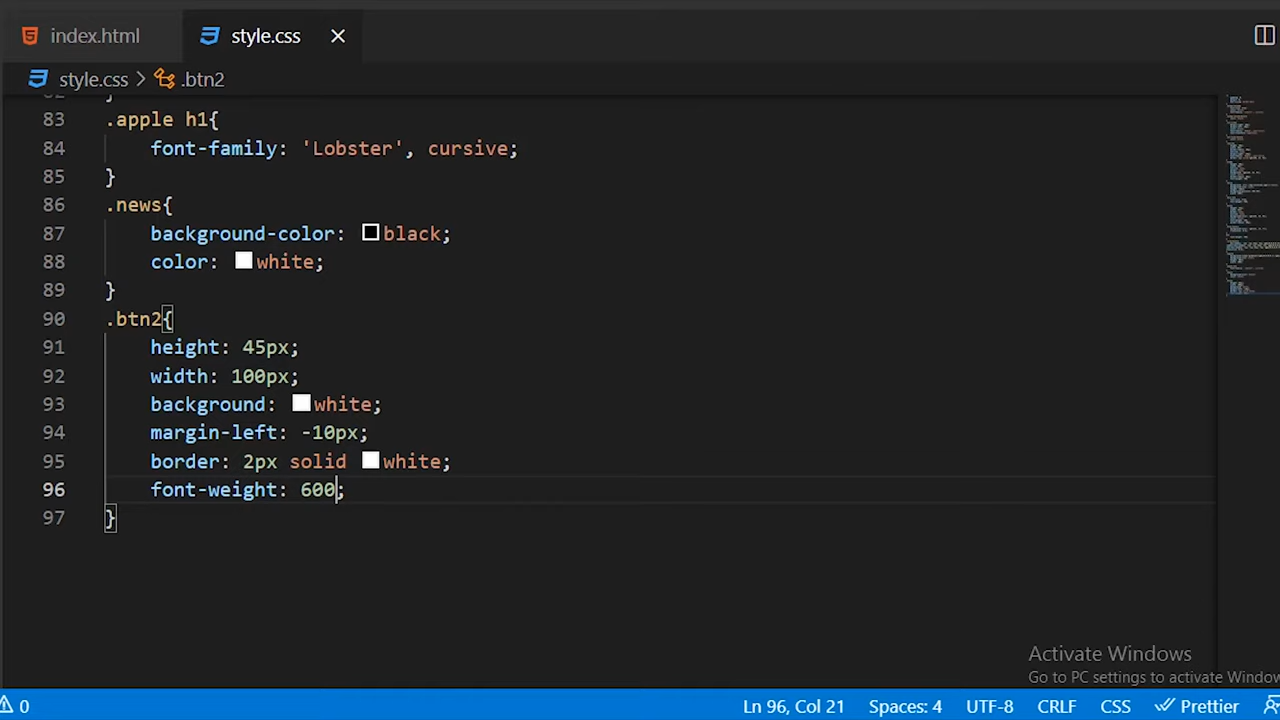 index.html
style.css
style.css
.btn2
82
}
83 .apple h1{
84 font-family: 'Lobster', cursive;
85 }
86 .news{
87 background-color: black;
88 color: white;
89 }
90 .btn2{
91 height: 45px;
92 width: 100px;
93 background: white;
94 margin-left: -10px;
95 border: 2px solid white;
96 font-weight: 600;
97 }
Activate Windows
Go to PC settings to activate Window
0
Ln 96, Col 21
Spaces: 4
UTF-8
CRLF
CSS
Prettier